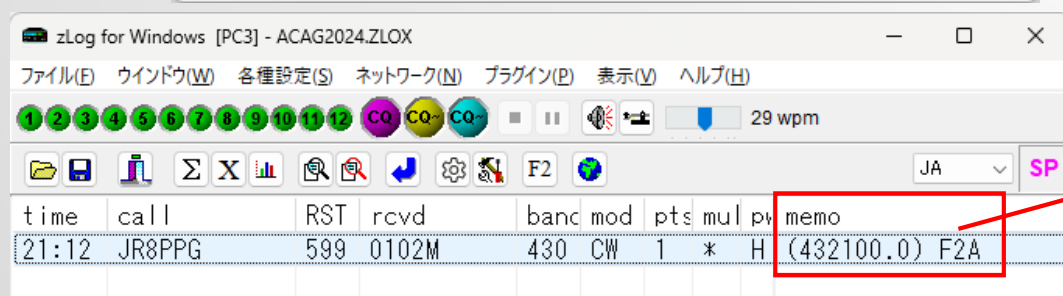 zLog for Windows [PC3] - ACAG2024.ZLOX
ファイル(F) ウインドウ(W) 各種設定(S) ネットワーク(N) プラグイン(P) 表示(V) ヘルプ(H)
1 2 3 4 5 6 7 8 9 10 11 12 CQ CQ~ CQ~ 29 wpm
Σ X F2 JA SP
time call RST rcvd banc mod pts mul pw memo
21:12 JR8PPG 599 0102M 430 CW 1 * H (432100.0) F2A